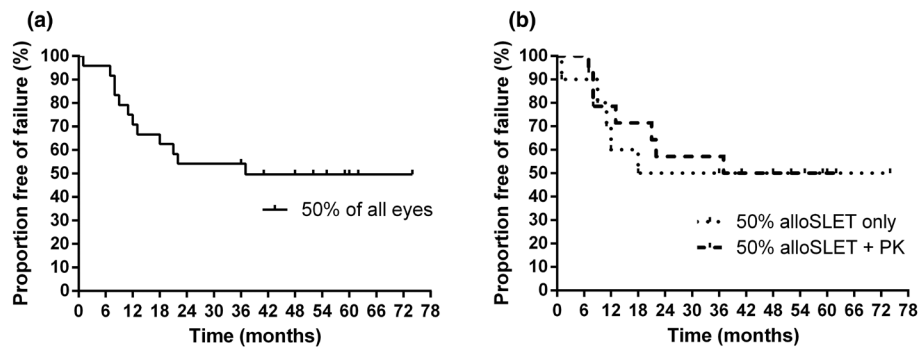 (a)
Proportion free of failure (%)
100
90
80
70
60
50
40
30
20
10
0
0 6 12 18 24 30 36 42 48 54 60 66 72 78
Time (months)
50% of all eyes
(b)
Proportion free of failure (%)
100
90
80
70
60
50
40
30
20
10
0
0 6 12 18 24 30 36 42 48 54 60 66 72 78
Time (months)
50% alloSLET only
50% alloSLET + PK